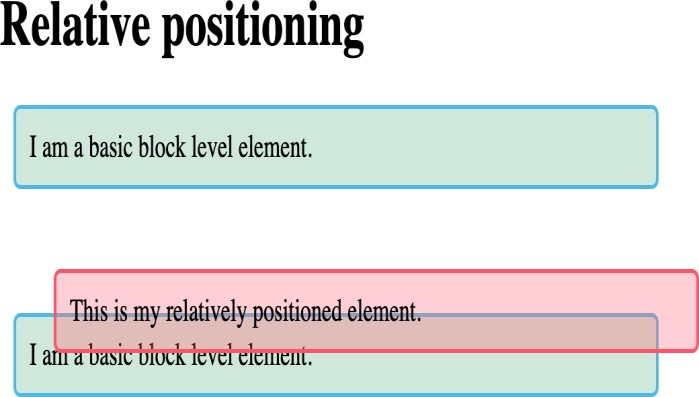 Relative positioning
I am a basic block level element.
This is my relatively positioned element.
I am a basic block level element.